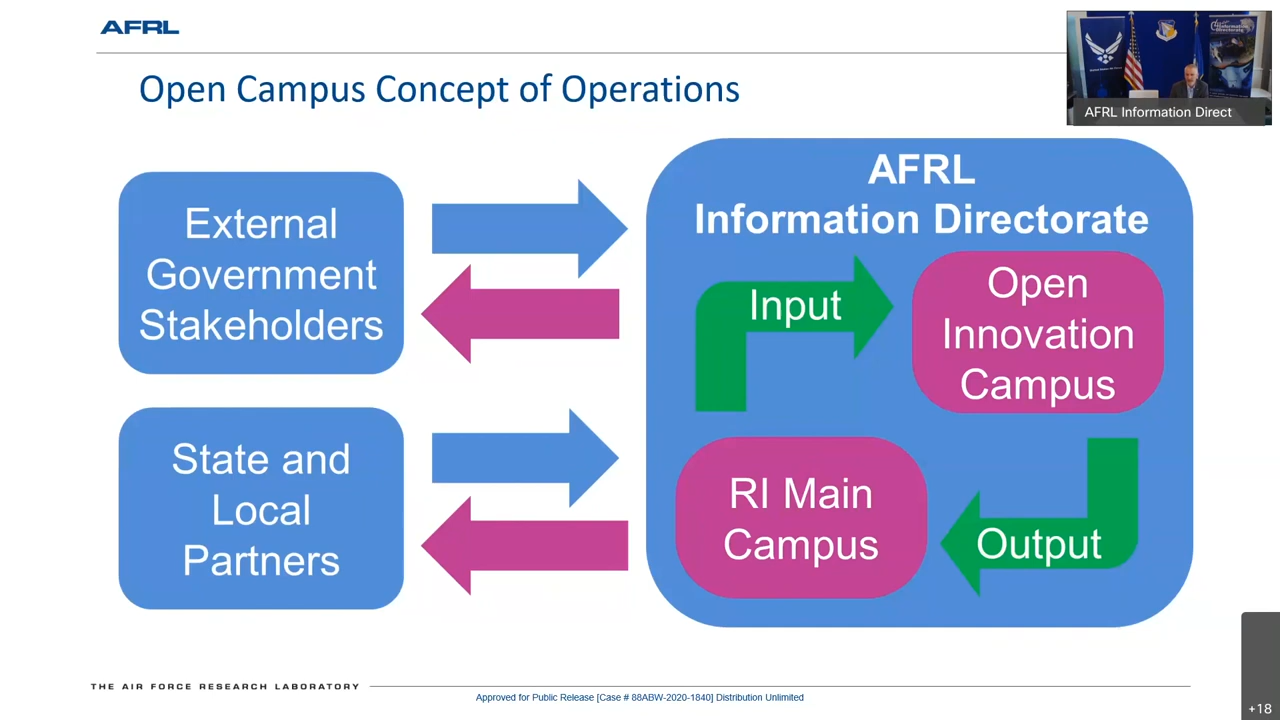 AFRL
Open Campus Concept of Operations
AFRL Information Direct
External
Government
Stakeholders
State and
Local
Partners
AFRL
Information Directorate
Input
Open
Innovation
Campus
RI Main
Campus
Output
THE AIR FORCE RESEARCH LABORATORY
Approved for Public Release [Case # 88ABW-2020-1840] Distribution Unlimited
+18